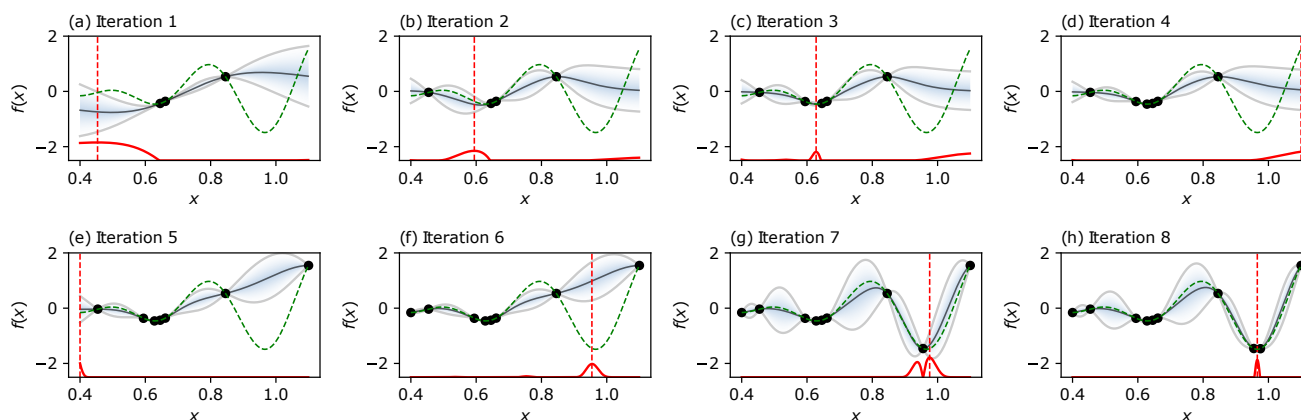 (a) Iteration 1 (b) Iteration 2 (c) Iteration 3 (d) Iteration 4
2 2 2 2
f(x) 0 f(x) 0 f(x) 0 f(x) 0
−2 −2 −2 −2
0.4 0.6 0.8 1.0 0.4 0.6 0.8 1.0 0.4 0.6 0.8 1.0 0.4 0.6 0.8 1.0
x x x x
(e) Iteration 5 (f) Iteration 6 (g) Iteration 7 (h) Iteration 8
2 2 2 2
f(x) 0 f(x) 0 f(x) 0 f(x) 0
−2 −2 −2 −2
0.4 0.6 0.8 1.0 0.4 0.6 0.8 1.0 0.4 0.6 0.8 1.0 0.4 0.6 0.8 1.0
x x x x